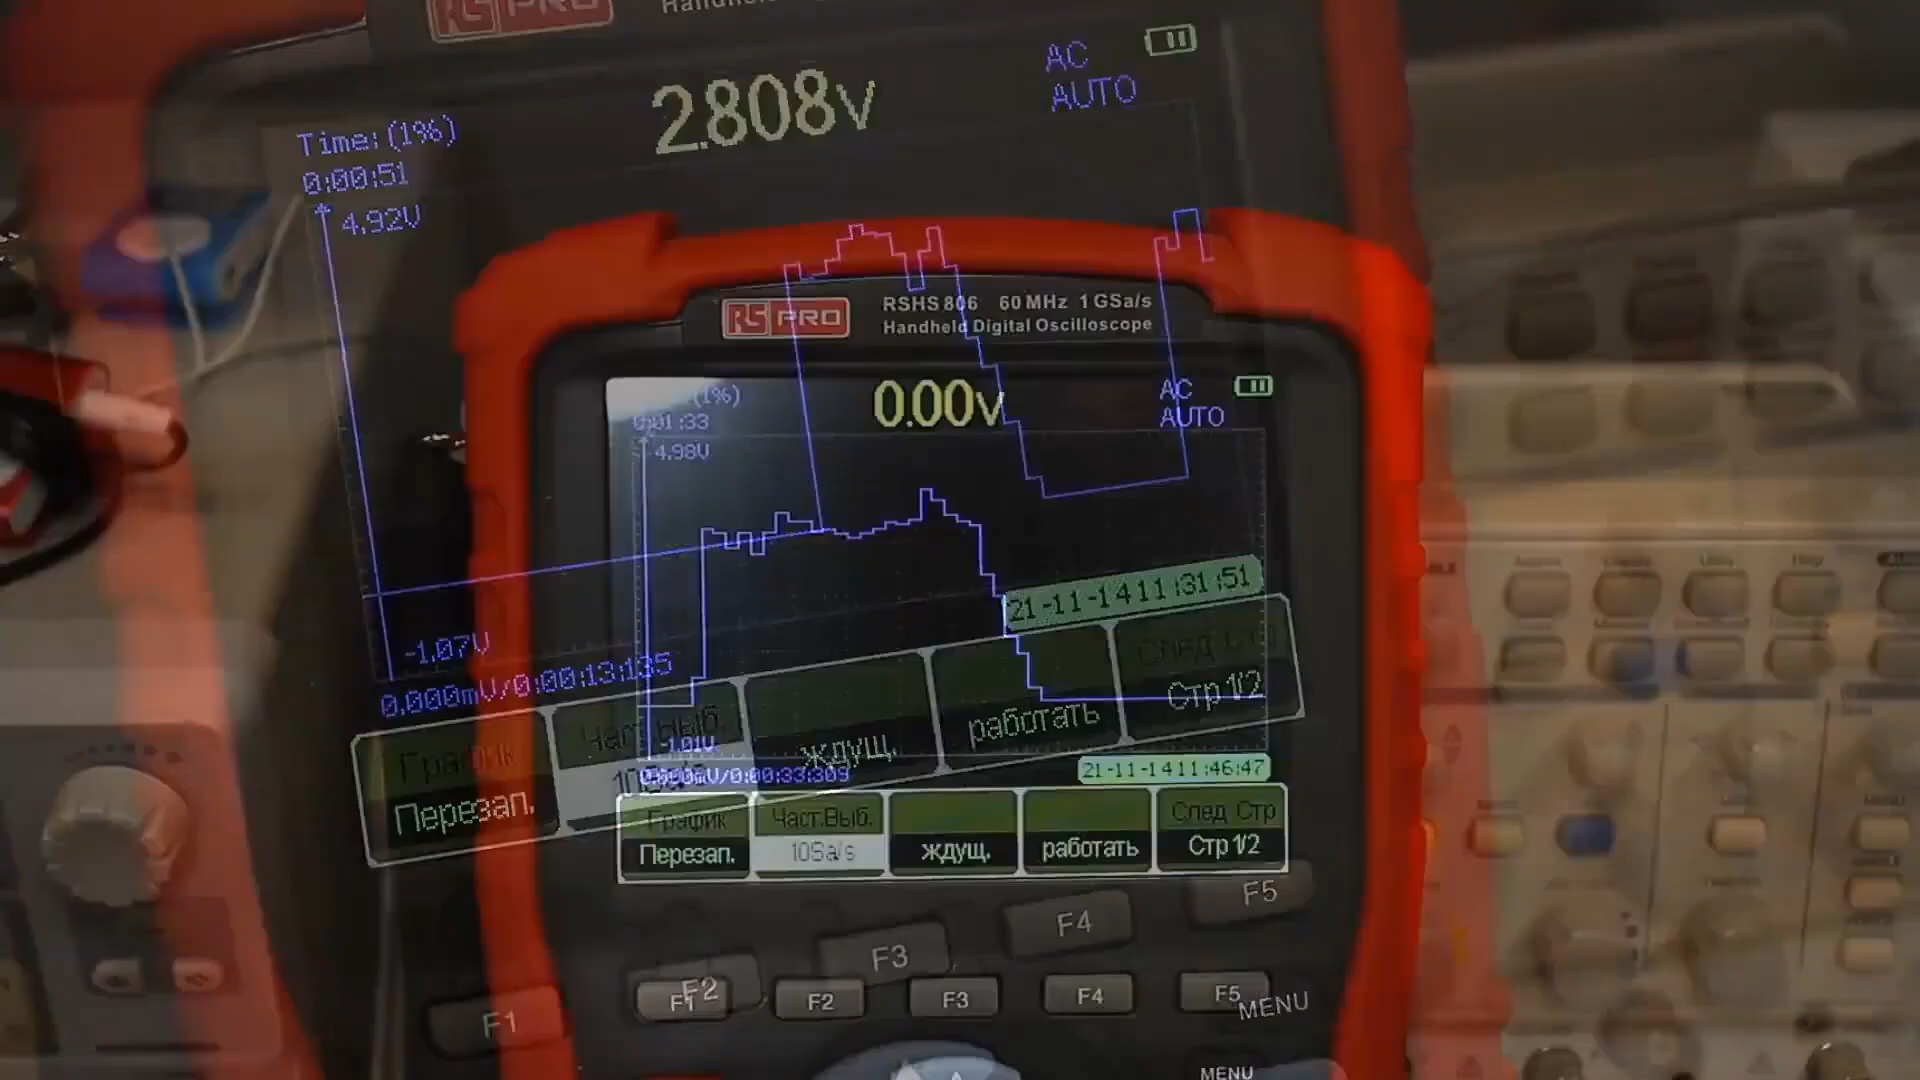 RS PRO
2.808V
AC
AUTO
Time:(1%)
0:00:51
4.92V
-1.07V
0.000mV/0:00:13:135
21-11-14 11:31:51
График
Перезап.
Част.Выб.
ждущ.
работать
След Стр
Стр 1/2
F1
F2
F3
F4
F5
MENU
RS PRO
RSHS 806 60 MHz 1 GSa/s
Handheld Digital Oscilloscope
(1%)
0:01:33
4.98V
0.00V
AC
AUTO
-1.01V
0.000mV/0:00:33:309
21-11-14 11:46:47
График
Перезап.
Част.Выб.
10Sa/s
ждущ.
работать
След Стр
Стр 1/2
F1
F2
F3
F4
F5
MENU